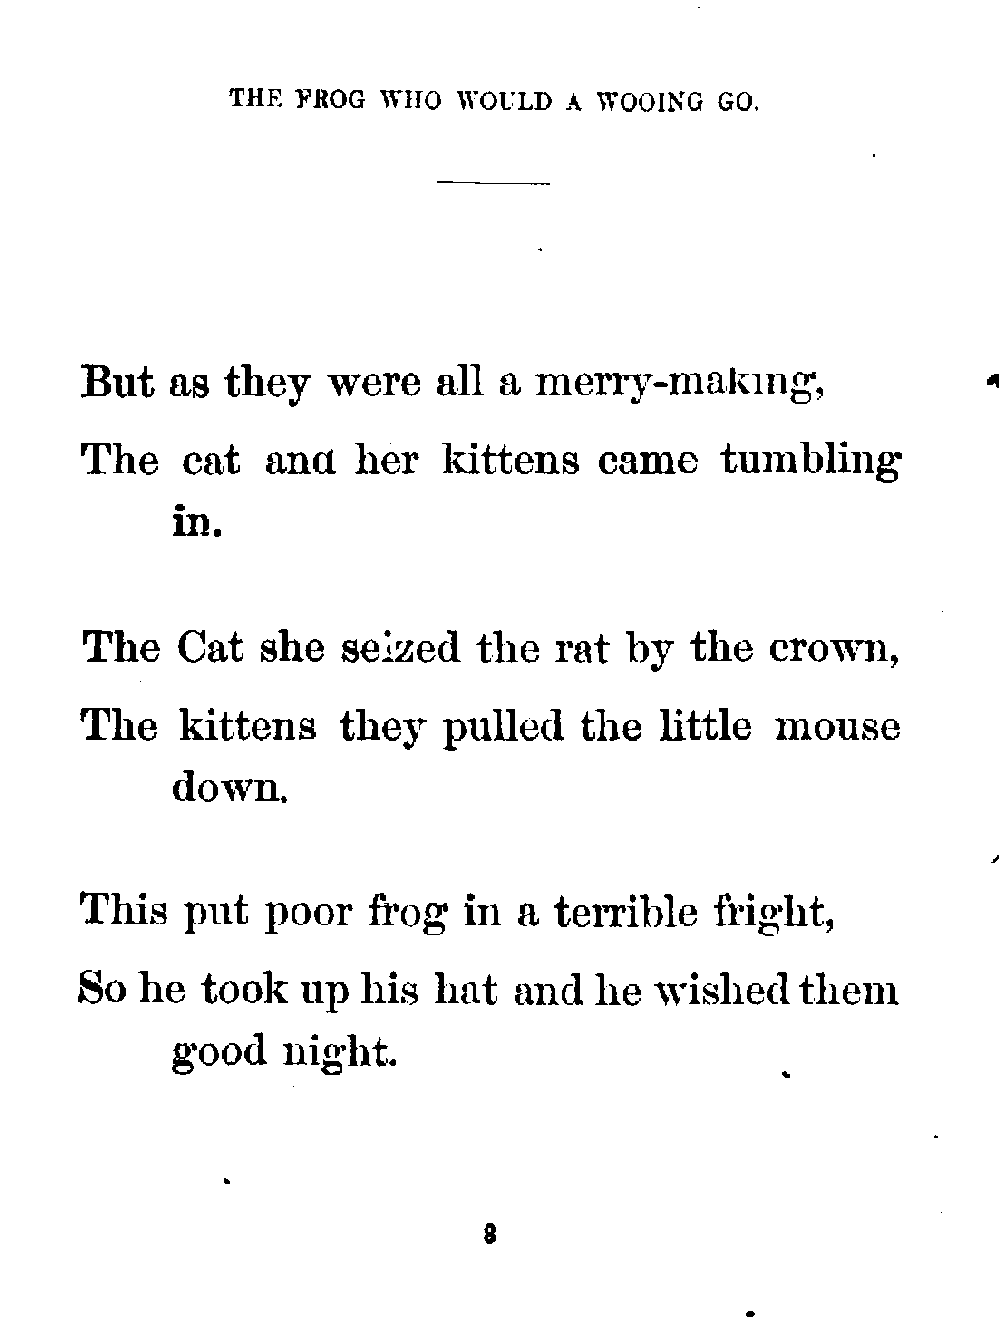 THE FROG WHO WOULD A WOOING GO.
But as they were all a merry-making,
The cat and her kittens came tumbling
in.
The Cat she seized the rat by the crown,
The kittens they pulled the little mouse
down.
This put poor frog in a terrible fright,
So he took up his hat and he wished them
good night.
8